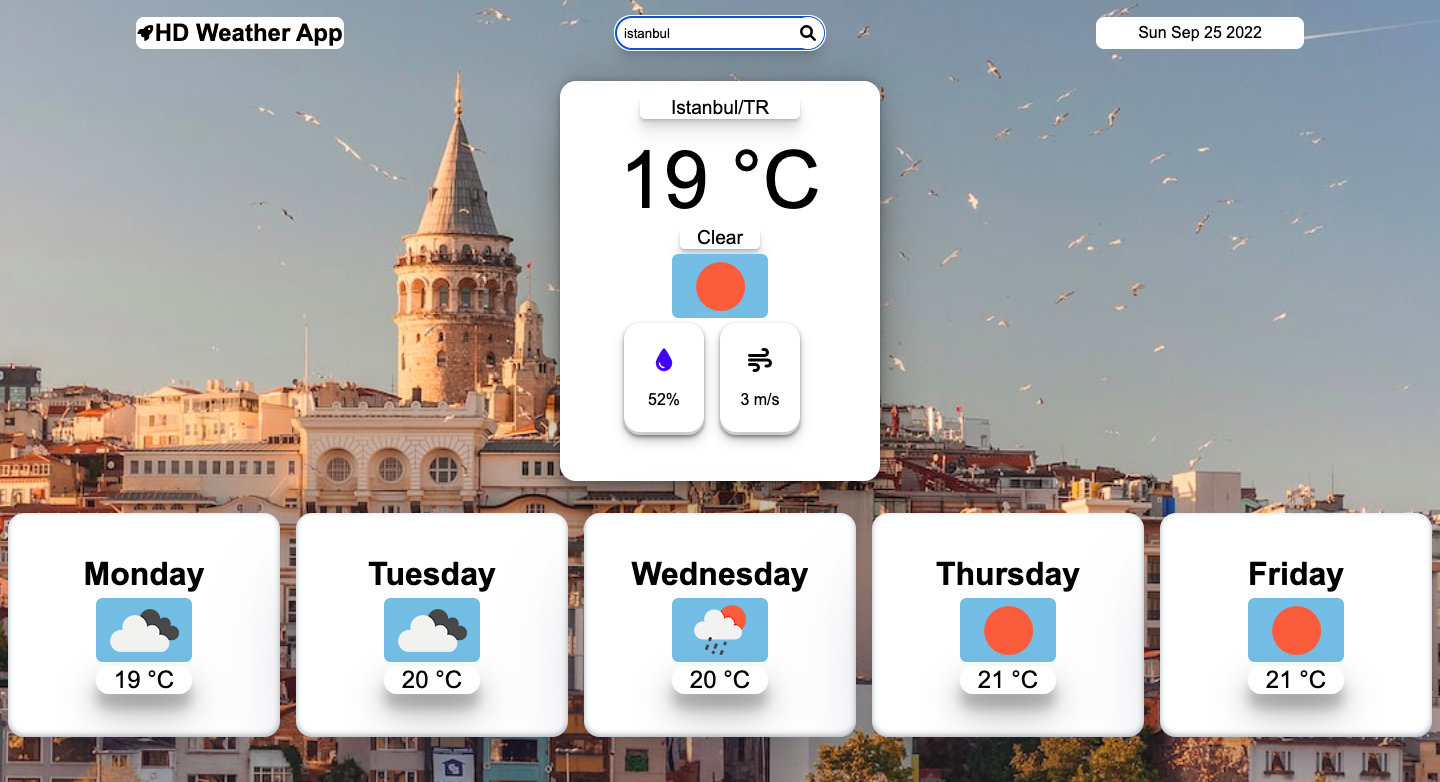 HD Weather App
istanbul
Sun Sep 25 2022
Istanbul/TR
19 °C
Clear
52%
3 m/s
Monday
19 °C
Tuesday
20 °C
Wednesday
20 °C
Thursday
21 °C
Friday
21 °C